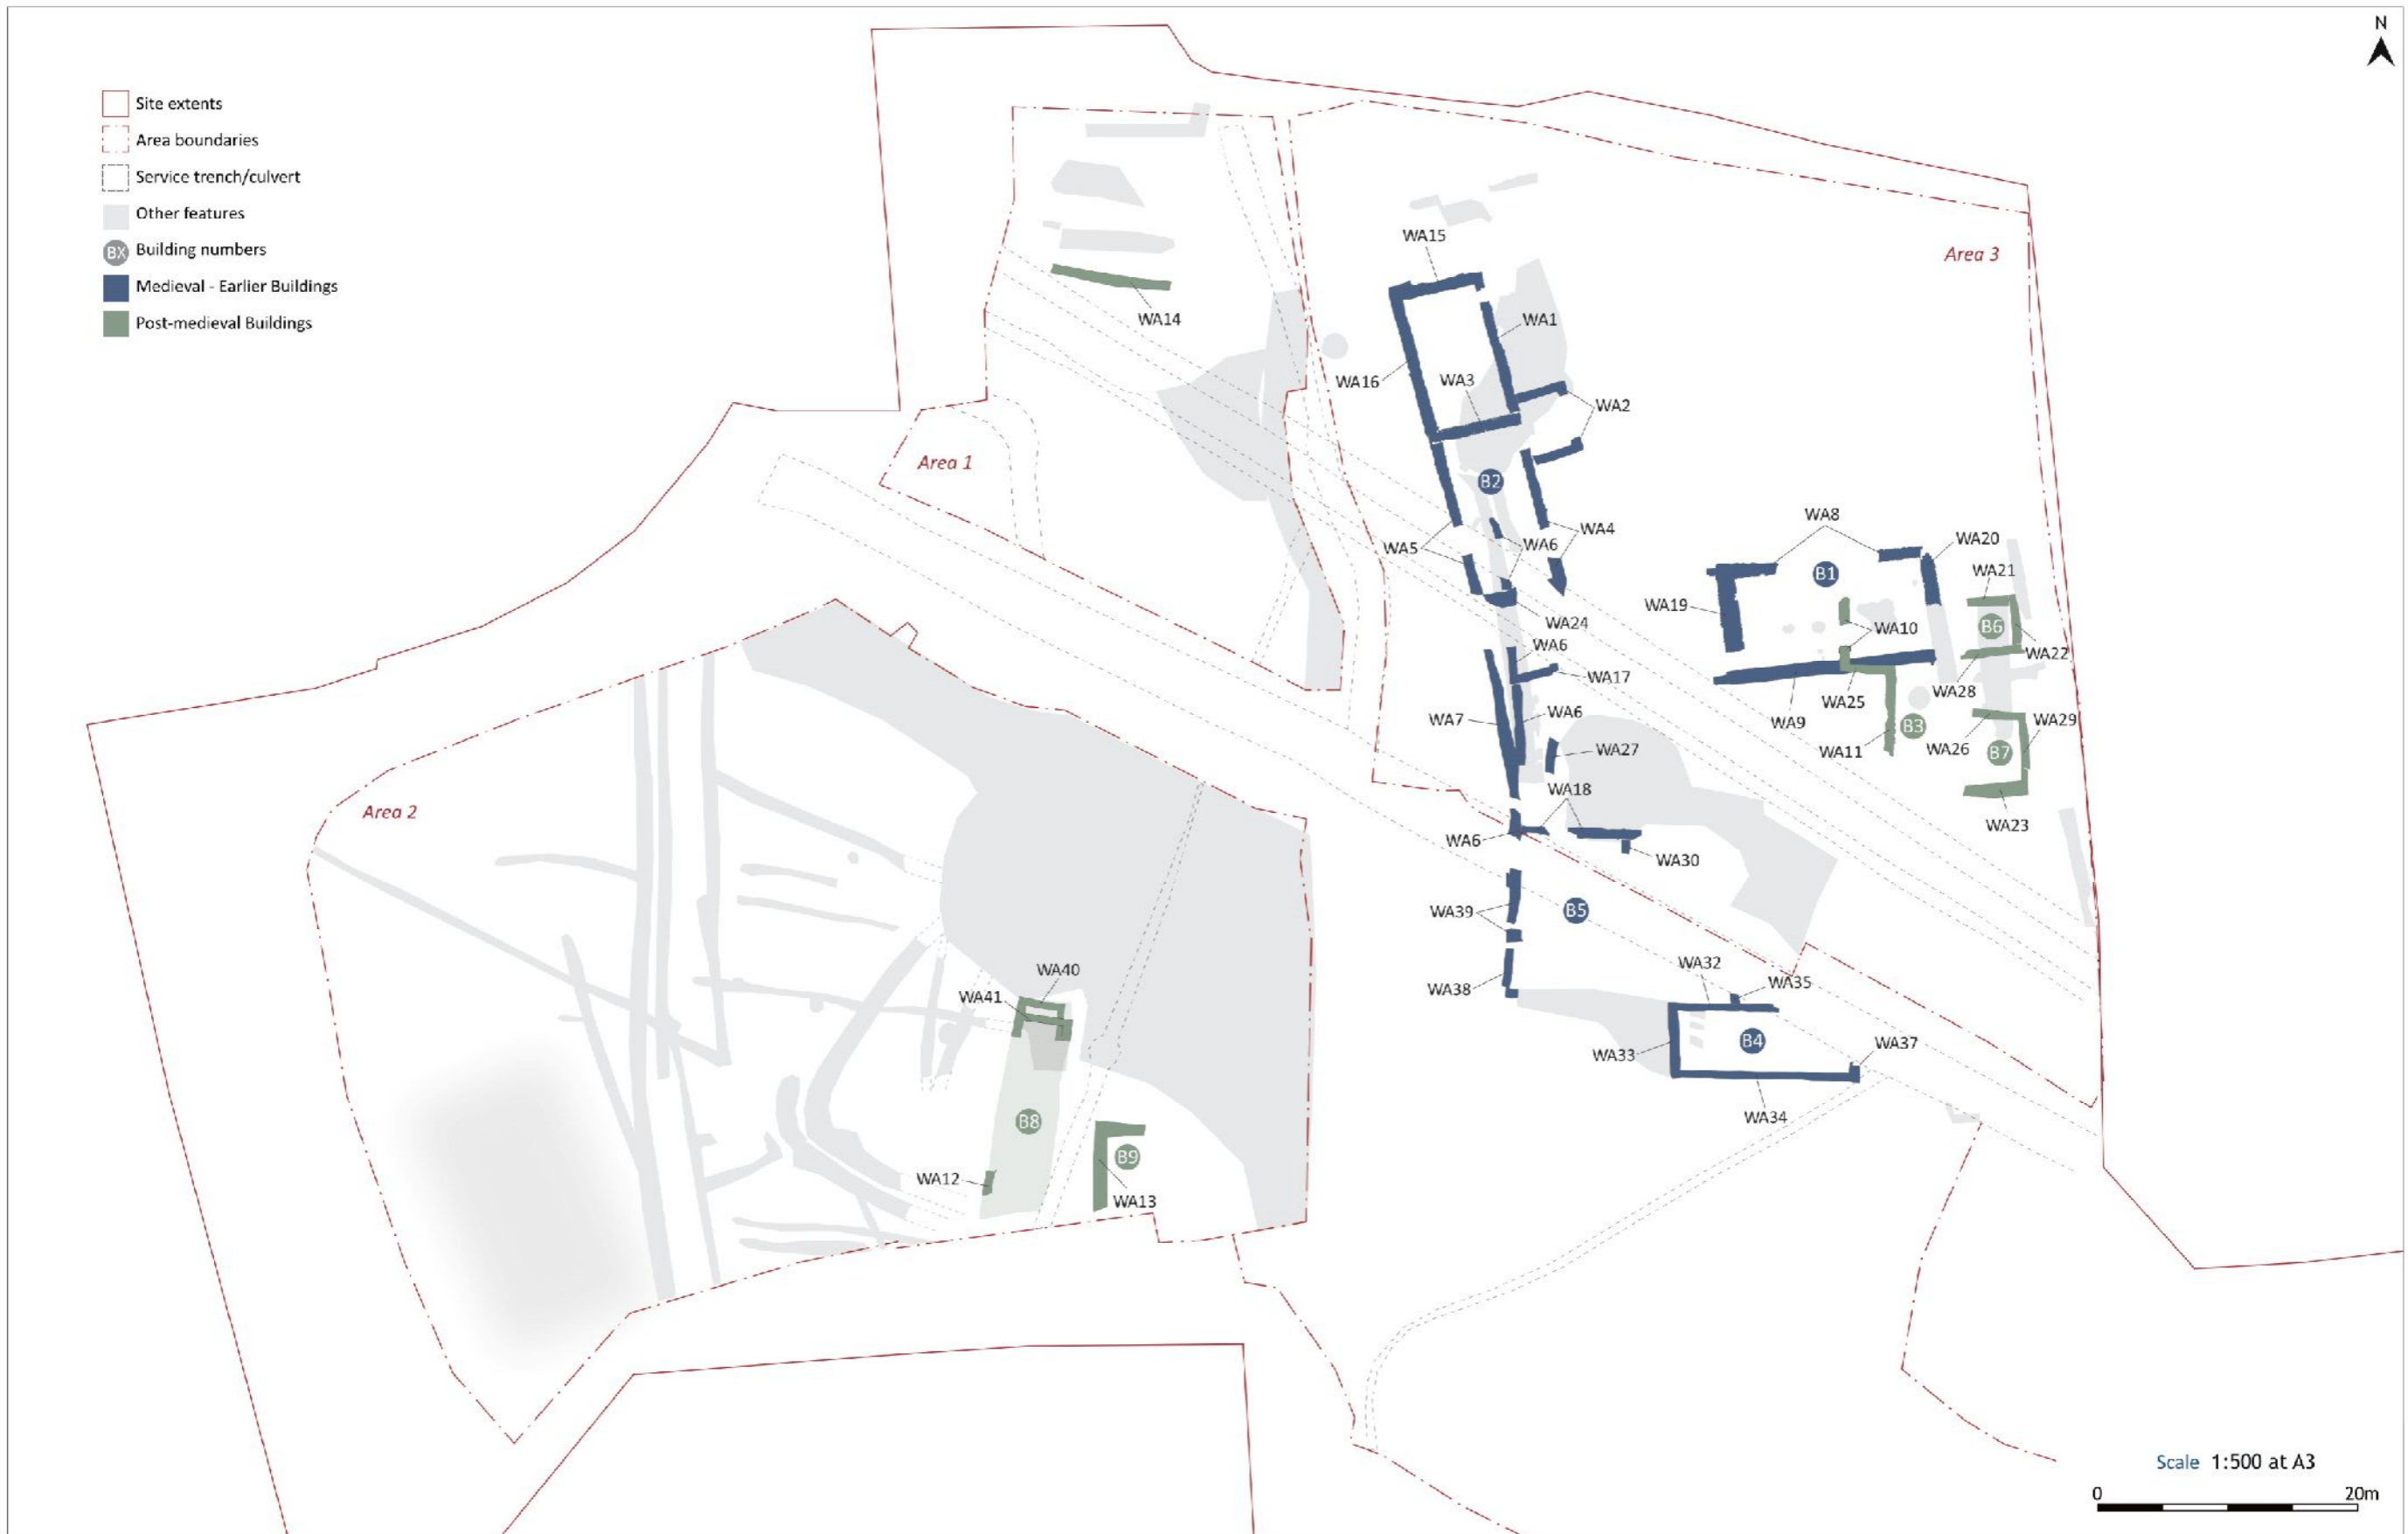 N
Site extents
Area boundaries
Service trench/culvert
Other features
BX Building numbers
Medieval - Earlier Buildings
Post-medieval Buildings
WA15
Area 3
WA14
WA1
WA16
WA3
WA2
Area 1
B2
WA8
WA4
WA5
WA6
WA20
B1
WA21
WA19
WA24
WA10
B6
WA6
WA22
WA17
WA28
WA25
WA7
WA6
WA9
WA29
B3
WA11
WA26
WA27
B7
WA18
Area 2
WA23
WA6
WA30
WA39
B5
WA40
WA32
WA41
WA38
WA35
B4
WA37
WA33
B8
WA34
B9
WA12
WA13
Scale 1:500 at A3
0 20m